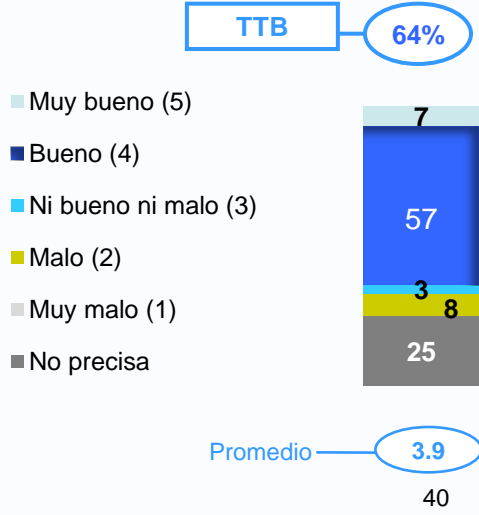 TTB 64%
Muy bueno (5)
Bueno (4)
Ni bueno ni malo (3)
Malo (2)
Muy malo (1)
No precisa
7
57
3
8
25
Promedio 3.9
40